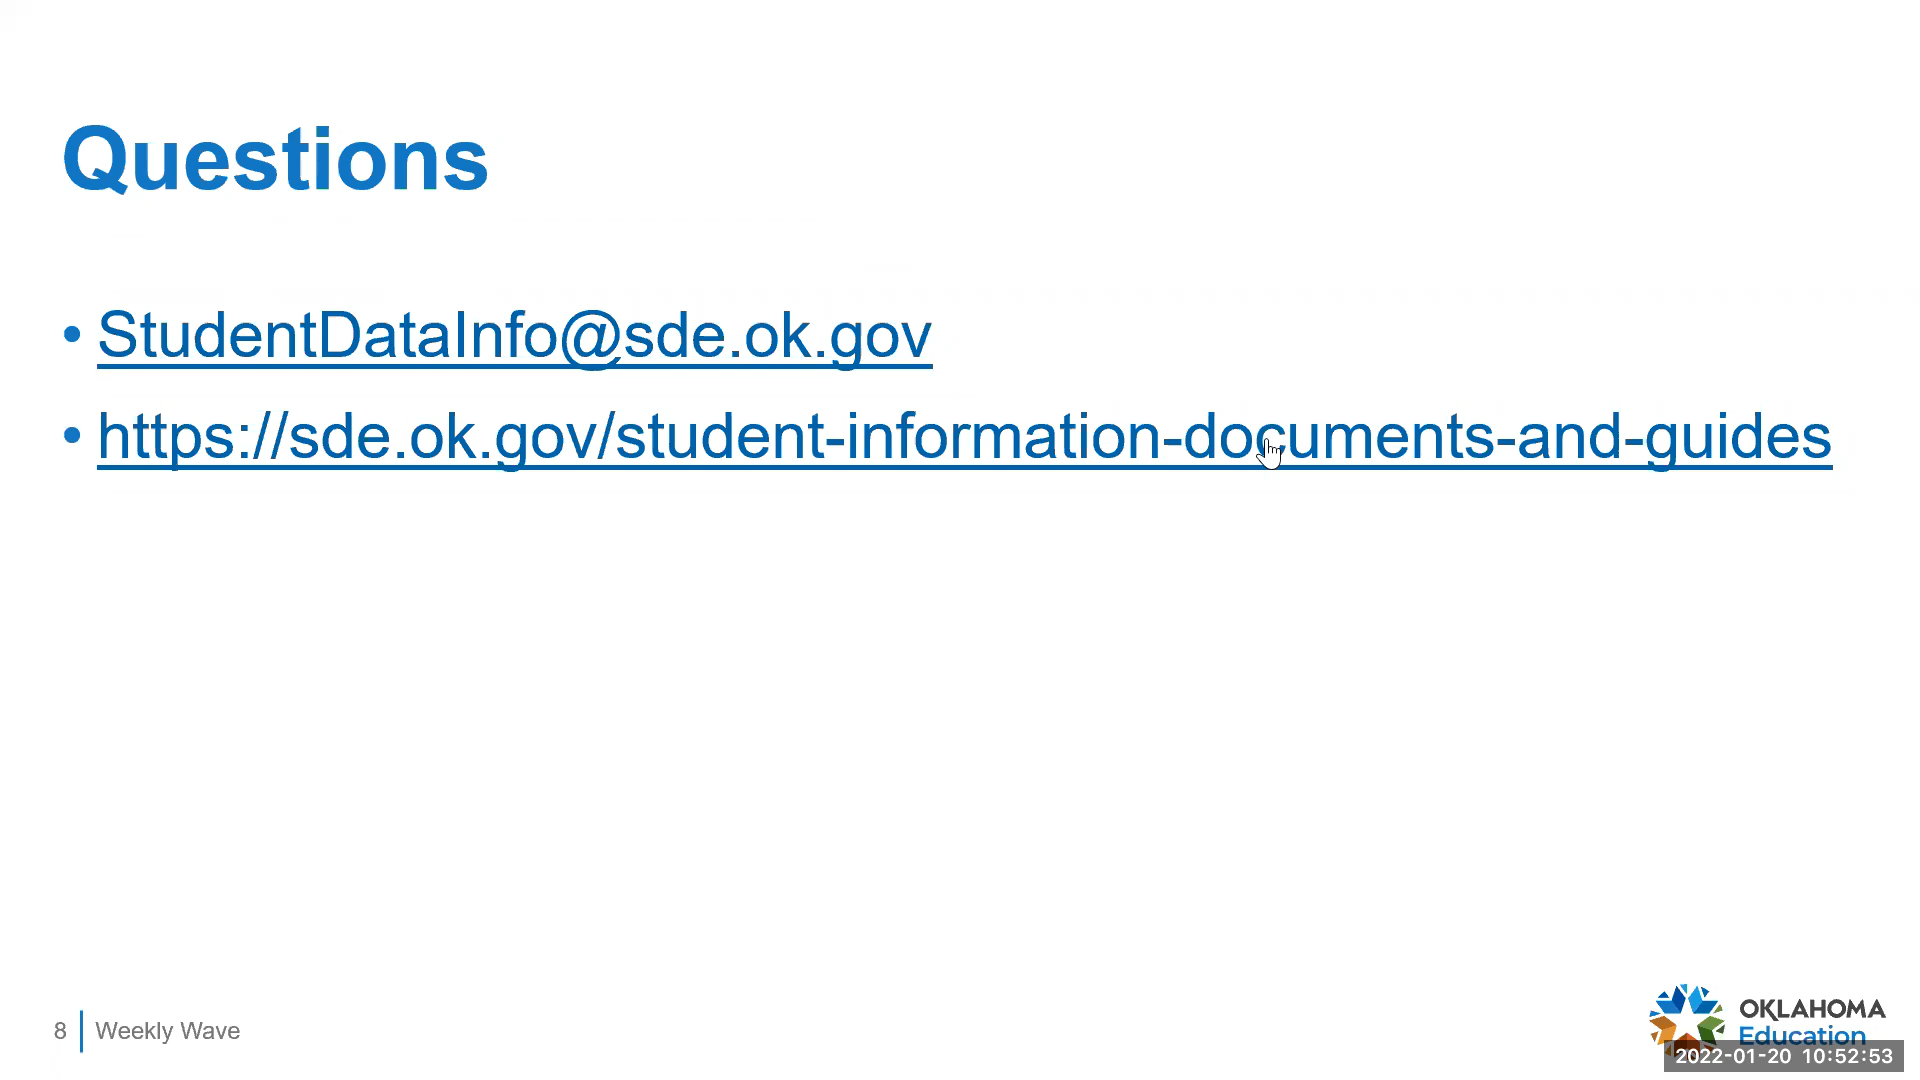 Questions
• StudentDataInfo@sde.ok.gov
• https://sde.ok.gov/student-information-documents-and-guides
8 Weekly Wave
OKLAHOMA
Education
2022-01-20 10:52:53